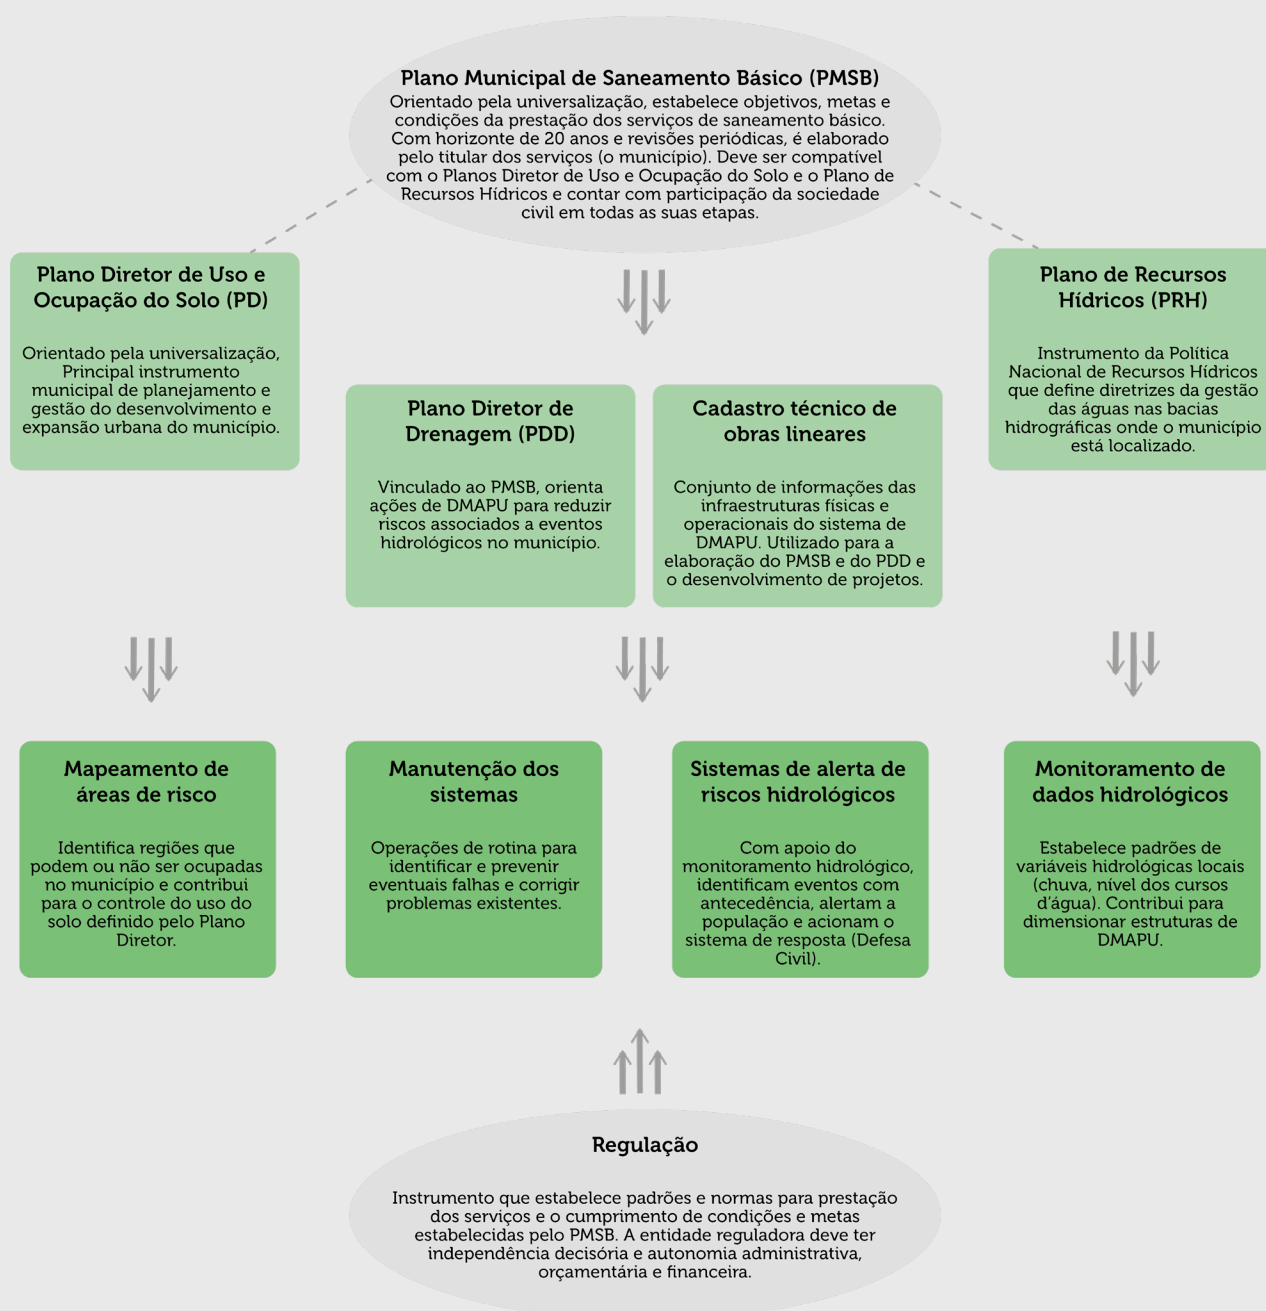 Plano Municipal de Saneamento Básico (PMSB)
Orientado pela universalização, estabelece objetivos, metas e
condições da prestação dos serviços de saneamento básico.
Com horizonte de 20 anos e revisões periódicas, é elaborado
pelo titular dos serviços (o município). Deve ser compatível
com o Planos Diretor de Uso e Ocupação do Solo e o Plano de
Recursos Hídricos e contar com participação da sociedade
civil em todas as suas etapas.
Plano Diretor de Uso e
Ocupação do Solo (PD)
Orientado pela universalização,
Principal instrumento
municipal de planejamento e
gestão do desenvolvimento e
expansão urbana do município.
Plano Diretor de
Drenagem (PDD)
Vinculado ao PMSB, orienta
ações de DMAPU para reduzir
riscos associados a eventos
hidrológicos no município.
Cadastro técnico de
obras lineares
Conjunto de informações das
infraestruturas físicas e
operacionais do sistema de
DMAPU. Utilizado para a
elaboração do PMSB e do PDD e
o desenvolvimento de projetos.
Plano de Recursos
Hídricos (PRH)
Instrumento da Política
Nacional de Recursos Hídricos
que define diretrizes da gestão
das águas nas bacias
hidrográficas onde o município
está localizado.
Mapeamento de
áreas de risco
Identifica regiões que
podem ou não ser ocupadas
no município e contribui
para o controle do uso do
solo definido pelo Plano
Diretor.
Manutenção dos
sistemas
Operações de rotina para
identificar e prevenir
eventuais falhas e corrigir
problemas existentes.
Sistemas de alerta de
riscos hidrológicos
Com apoio do
monitoramento hidrológico,
identificam eventos com
antecedência, alertam a
população e acionam o
sistema de resposta (Defesa
Civil).
Monitoramento de
dados hidrológicos
Estabelece padrões de
variáveis hidrológicas locais
(chuva, nível dos cursos
d’água). Contribui para
dimensionar estruturas de
DMAPU.
Regulação
Instrumento que estabelece padrões e normas para prestação
dos serviços e o cumprimento de condições e metas
estabelecidas pelo PMSB. A entidade reguladora deve ter
independência decisória e autonomia administrativa,
orçamentária e financeira.